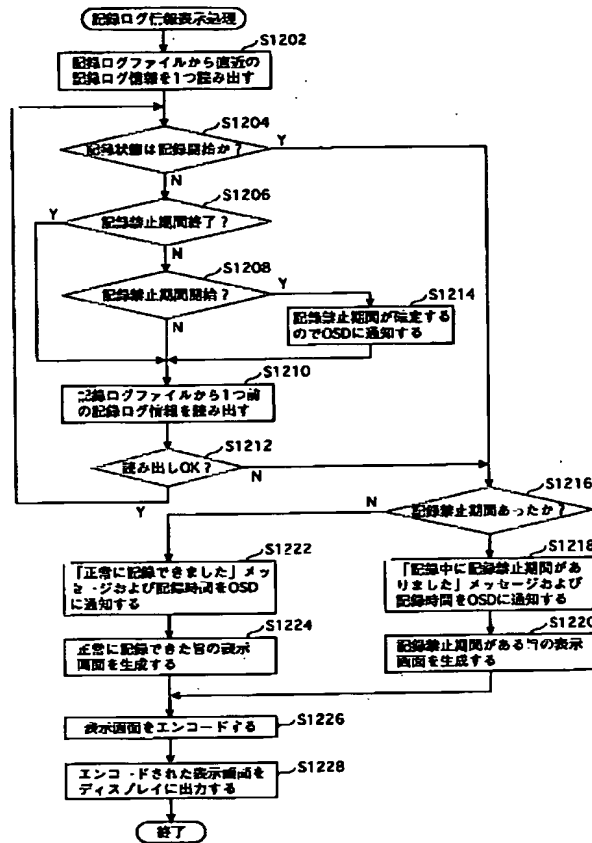 記録ログ情報表示処理
S1202
記録ログファイルから直近の
記録ログ情報を1つ読み出す
S1204
記録状態は記録開始か?
Y
N
S1206
Y
記録禁止期間終了?
N
S1208
記録禁止期間開始?
Y
N
S1214
記録禁止期間が確定する
のでOSDに通知する
S1210
記録ログファイルから1つ前
の記録ログ情報を読み出す
S1212
読み出しOK?
N
Y
S1216
記録禁止期間あったか?
N
Y
S1222
「正常に記録できました」メッ
セージおよび記録時間をOSD
に通知する
S1218
「記録中に記録禁止期間があ
りました」メッセージおよび
記録時間をOSDに通知する
S1224
正常に記録できた旨の表示
画面を生成する
S1220
記録禁止期間がある旨の表示
画面を生成する
S1226
表示画面をエンコードする
S1228
エンコードされた表示画面を
ディスプレイに出力する
終了